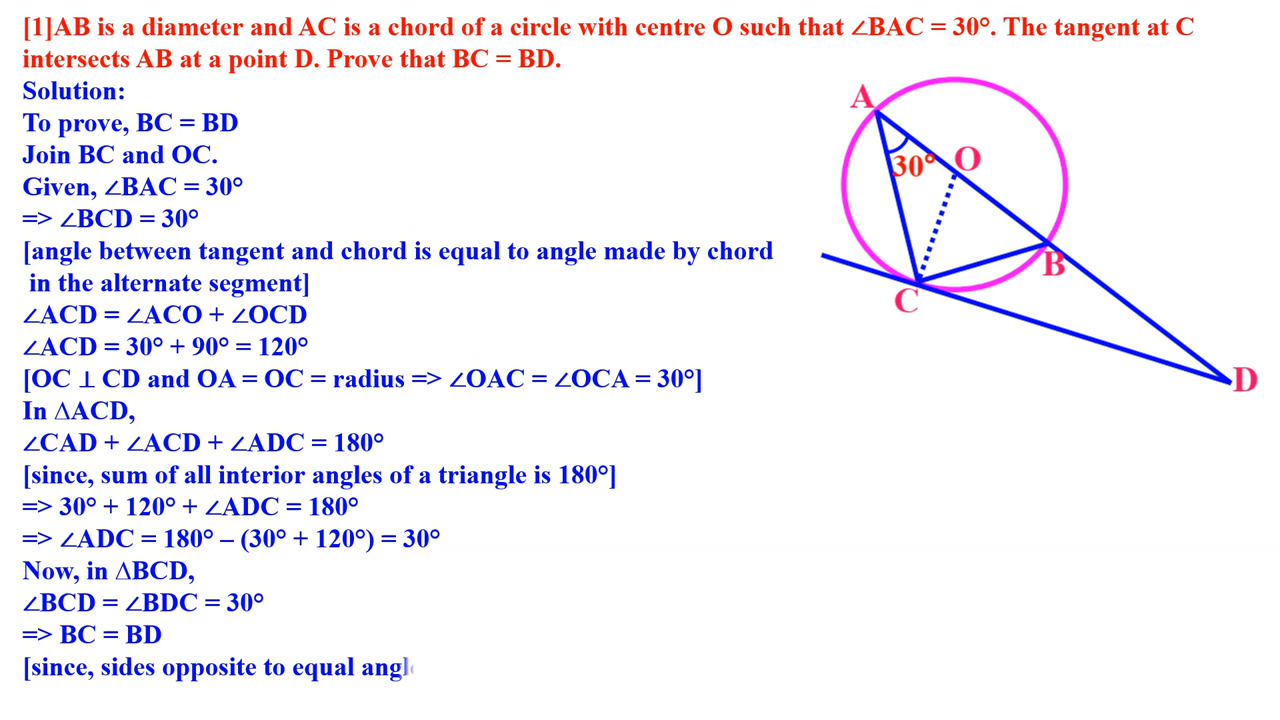 [1]AB is a diameter and AC is a chord of a circle with centre O such that ∠BAC = 30°. The tangent at C
intersects AB at a point D. Prove that BC = BD.
Solution:
To prove, BC = BD
Join BC and OC.
Given, ∠BAC = 30°
=> ∠BCD = 30°
[angle between tangent and chord is equal to angle made by chord
in the alternate segment]
∠ACD = ∠ACO + ∠OCD
∠ACD = 30° + 90° = 120°
[OC ⊥ CD and OA = OC = radius => ∠OAC = ∠OCA = 30°]
In ∆ACD,
∠CAD + ∠ACD + ∠ADC = 180°
[since, sum of all interior angles of a triangle is 180°]
=> 30° + 120° + ∠ADC = 180°
=> ∠ADC = 180° – (30° + 120°) = 30°
Now, in ∆BCD,
∠BCD = ∠BDC = 30°
=> BC = BD
[since, sides opposite to equal
A
30°
O
B
C
D